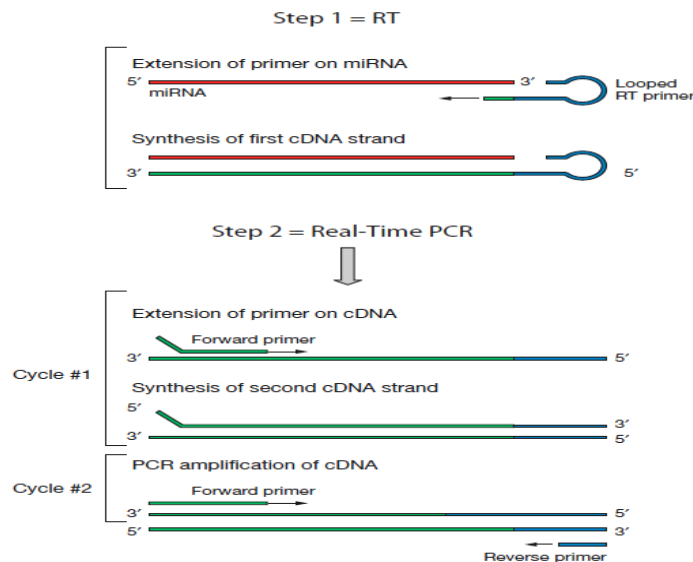 Step 1 = RT
Extension of primer on miRNA
5′ 3′
miRNA
Looped
RT primer
Synthesis of first cDNA strand
3′ 5′
Step 2 = Real-Time PCR
Cycle #1
Extension of primer on cDNA
Forward primer
3′ 5′
Synthesis of second cDNA strand
5′
3′
3′ 5′
Cycle #2
PCR amplification of cDNA
Forward primer
3′ 5′
5′ 3′
Reverse primer